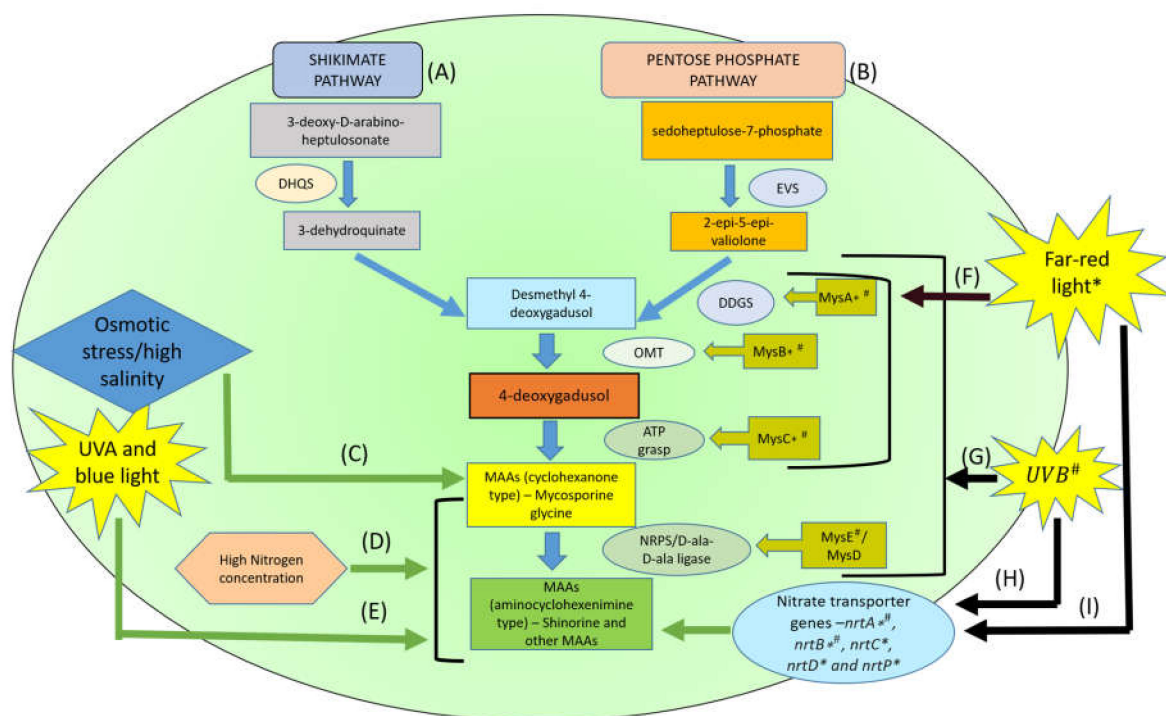 SHIKIMATE
PATHWAY
(A)
PENTOSE PHOSPHATE
PATHWAY
(B)
3-deoxy-D-arabino-
heptulosonate
sedoheptulose-7-phosphate
DHQS
EVS
3-dehydroquinate
2-epi-5-epi-
valiolone
Far-red
light*
(F)
Desmethyl 4-
deoxygadusol
DDGS
MysA+ #
Osmotic
stress/high
salinity
OMT
MysB+ #
4-deoxygadusol
ATP
grasp
MysC+ #
UVA and
blue light
(C)
(G)
UVB#
MAAs (cyclohexanone
type) – Mycosporine
glycine
NRPS/D-ala-
D-ala ligase
MysE#/
MysD
High Nitrogen
concentration
(D)
(E)
MAAs
(aminocyclohexenimine
type) – Shinorine and
other MAAs
Nitrate transporter
genes –nrtA*#,
nrtB*#, nrtC*,
nrtD* and nrtP*
(H)
(I)